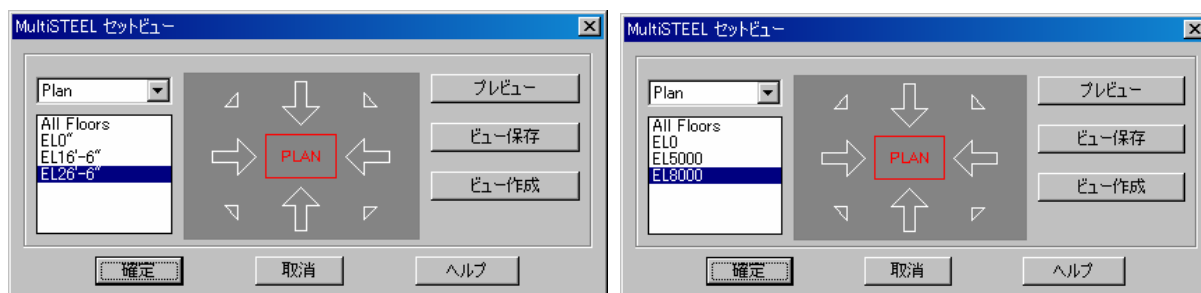 MultiSTEEL セットビュー
Plan
All Floors
EL0"
EL16'-6"
EL26'-6"
PLAN
プレビュー
ビュー保存
ビュー作成
確定
取消
ヘルプ
MultiSTEEL セットビュー
Plan
All Floors
EL0
EL5000
EL8000
PLAN
プレビュー
ビュー保存
ビュー作成
確定
取消
ヘルプ